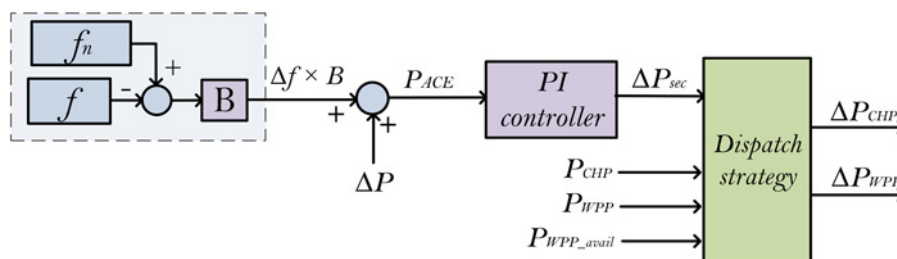 fn
+
f
-
B
Δf × B
+
+
ΔP
PACE
PI
controller
ΔPsec
PCHP
PWPP
PWPP_avail
Dispatch
strategy
ΔPCHP
ΔPWPP